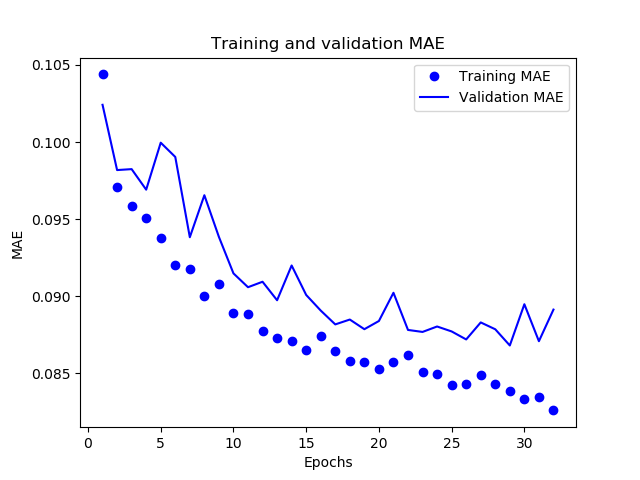 Training and validation MAE
Training MAE
Validation MAE
MAE
0.105
0.100
0.095
0.090
0.085
0 5 10 15 20 25 30
Epochs